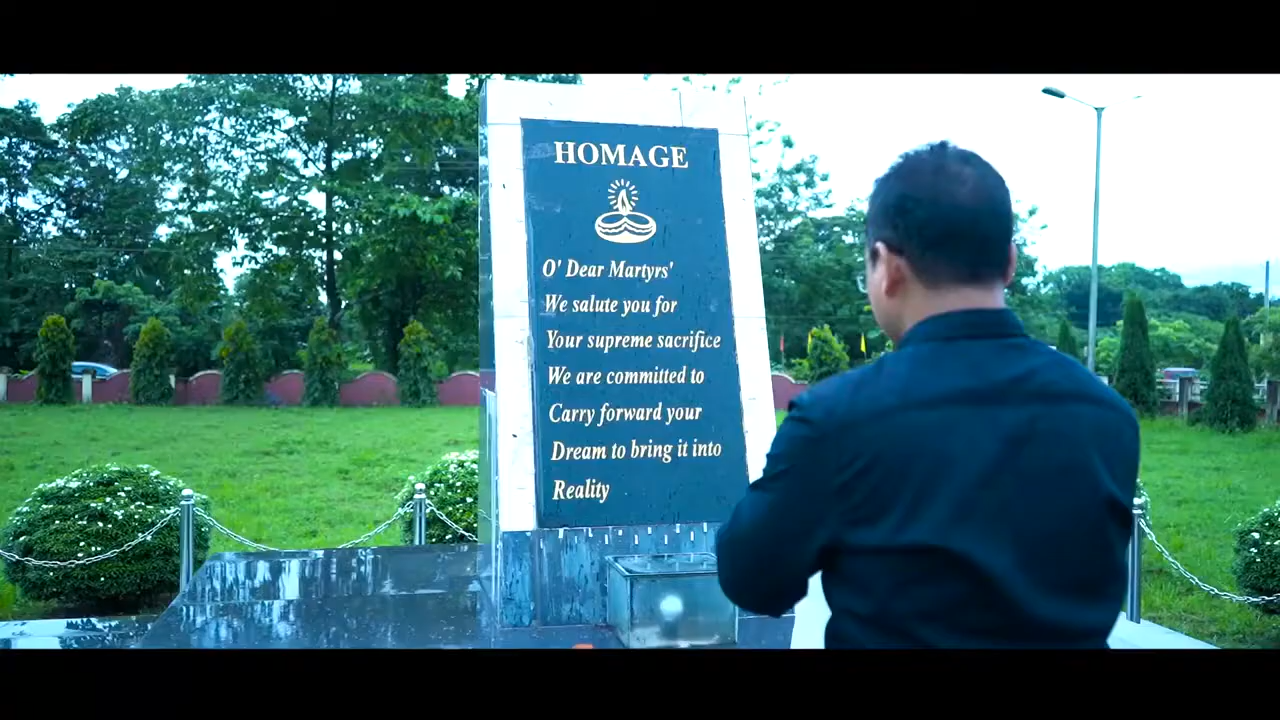 HOMAGE
O' Dear Martyrs'
We salute you for
Your supreme sacrifice
We are committed to
Carry forward your
Dream to bring it into
Reality